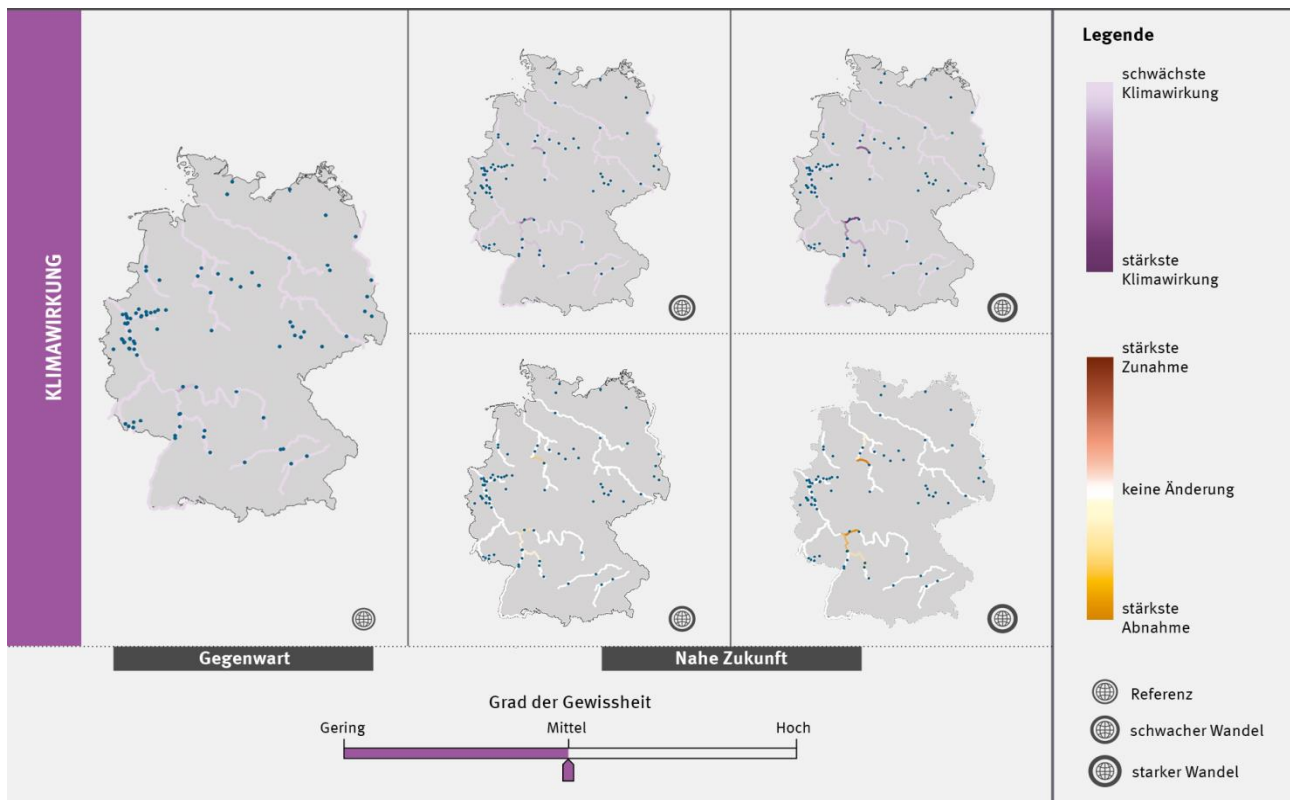 KLIMAWIRKUNG
Gegenwart
Nahe Zukunft
Grad der Gewissheit
Gering
Mittel
Hoch
Legende
schwächste
Klimawirkung
stärkste
Klimawirkung
stärkste
Zunahme
keine Änderung
stärkste
Abnahme
Referenz
schwacher Wandel
starker Wandel